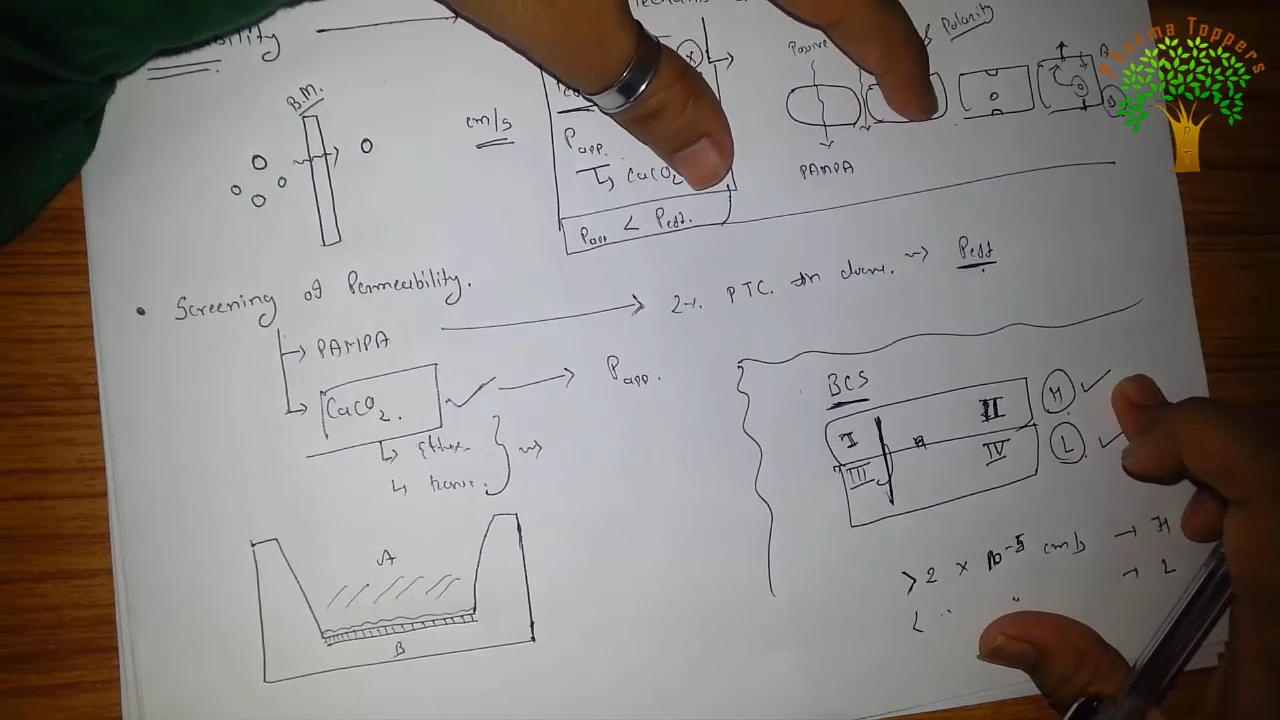 B.M.
cm/s
Papp.
CaCO2
Papp < Peff.
Passive
Polarity
A
B
PAMPA
Pharma Toppers
P T
• Screening of Permeability.
PAMPA
CaCO2.
Papp.
2%. PTC. Peff
BCS
I II H
III IV L
> 2 x 10-5 cm/s → H
< " " → L
A
B